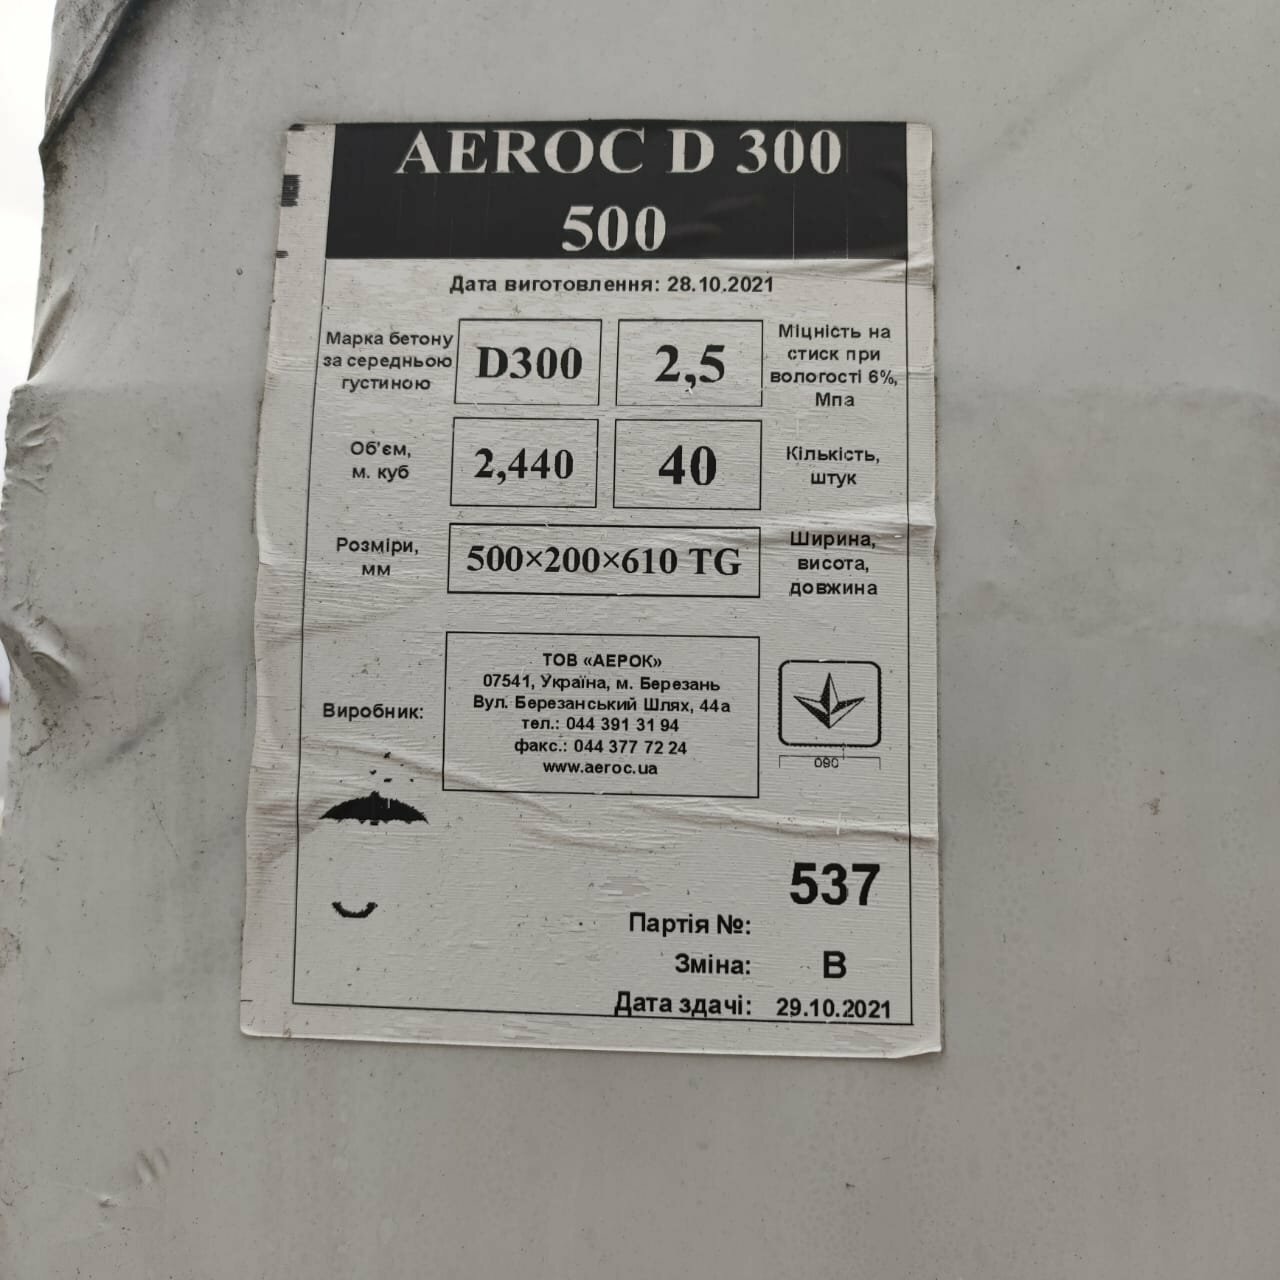 AEROC D 300
500
Дата виготовлення: 28.10.2021
Марка бетону
за середньою
густиною
D300
2,5
Міцність на
стиск при
вологості 6%,
Мпа
Об'єм,
м. куб
2,440
40
Кількість,
штук
Розміри,
мм
500×200×610 TG
Ширина,
висота,
довжина
Виробник:
ТОВ «АЕРОК»
07541, Україна, м. Березань
Вул. Березанський Шлях, 44а
тел.: 044 391 31 94
факс.: 044 377 72 24
www.aeroc.ua
090
537
Партія №:
Зміна: В
Дата здачі: 29.10.2021